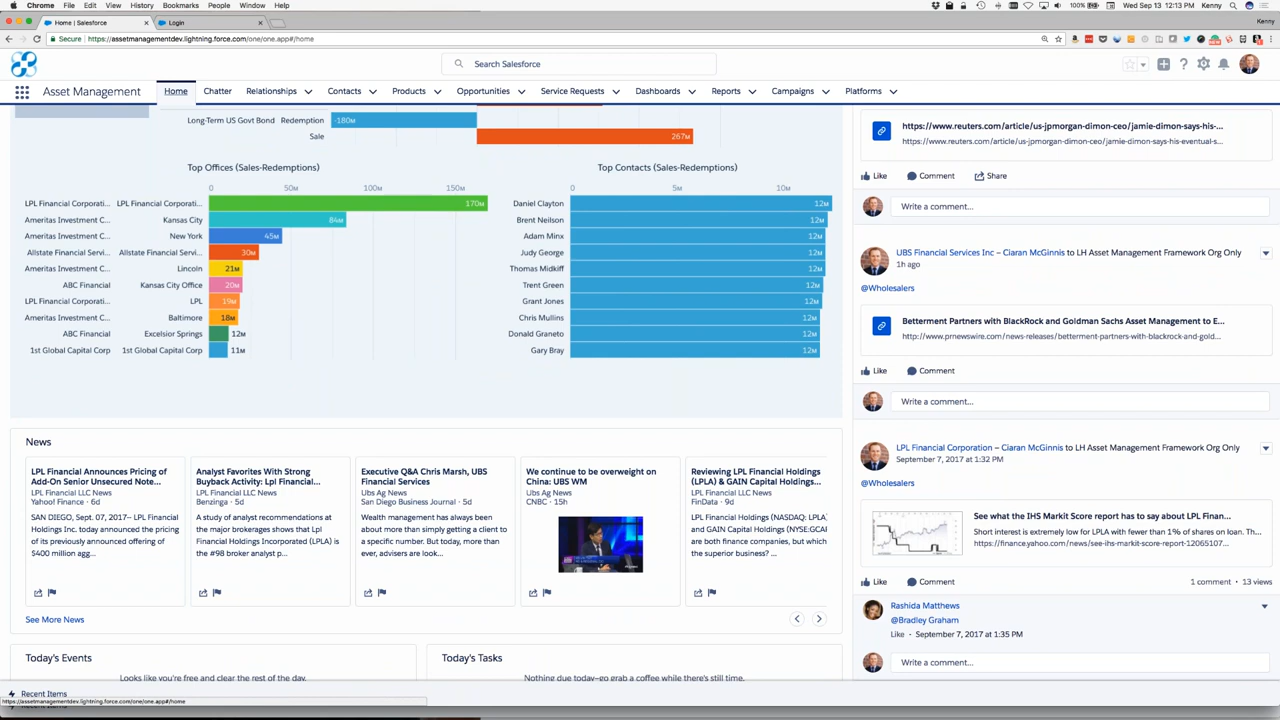 Chrome File Edit View History Bookmarks People Window Help
100% Wed Sep 13 12:13 PM Kenny
Home | Salesforce
Login
Kenny
Secure https://assetmanagementdev.lightning.force.com/one/one.app#/home
Search Salesforce
Asset Management
Home Chatter Relationships Contacts Products Opportunities Service Requests Dashboards Reports Campaigns Platforms
Long-Term US Govt Bond Redemption -180M
Sale 267M
Top Offices (Sales-Redemptions)
0 50M 100M 150M
LPL Financial Corporati... LPL Financial Corporati... 170M
Ameritas Investment C... Kansas City 84M
Ameritas Investment C... New York 45M
Allstate Financial Servi... Allstate Financial Servi... 30M
Ameritas Investment C... Lincoln 21M
ABC Financial Kansas City Office 20M
LPL Financial Corporati... LPL 19M
Ameritas Investment C... Baltimore 18M
ABC Financial Excelsior Springs 12M
1st Global Capital Corp 1st Global Capital Corp 11M
Top Contacts (Sales-Redemptions)
0 5M 10M
Daniel Clayton 12M
Brent Neilson 12M
Adam Minx 12M
Judy George 12M
Thomas Midkiff 12M
Trent Green 12M
Grant Jones 12M
Chris Mullins 12M
Donald Graneto 12M
Gary Bray 12M
News
LPL Financial Announces Pricing of
Add-On Senior Unsecured Note...
LPL Financial LLC News
Yahoo! Finance · 6d
SAN DIEGO, Sept. 07, 2017-- LPL
Financial Holdings Inc. today
announced the pricing
of its previously announced offering of
$400 million agg...
Analyst Favorites With Strong
Buyback Activity: Lpl Financial...
LPL Financial LLC News
Benzinga · 5d
A study of analyst recommendations at
the major brokerages shows that Lpl
Financial Holdings Incorporated (LPLA) is
the #98 broker analyst p...
Executive Q&A Chris Marsh, UBS
Financial Services
Ubs Ag News
San Diego Business Journal · 5d
Wealth management has always been
about more than simply getting a client to
a specific number. But today, more than
ever, advisers are look...
We continue to be overweight on
China: UBS WM
Ubs Ag News
CNBC · 15h
Reviewing LPL Financial Holdings
(LPLA) & GAIN Capital Holdings...
LPL Financial LLC News
FinData · 9d
LPL Financial Holdings (NASDAQ: LPLA)
and GAIN Capital Holdings (NYSE:GCAP)
are both finance companies, but which
the superior business? ...
See More News
Today's Events
Looks like you're free and clear the rest of the day.
Today's Tasks
Nothing due today–go grab a coffee while there's still time.
Recent Items
https://assetmanagementdev.lightning.force.com/one/one.app#/home
https://www.reuters.com/article/us-jpmorgan-dimon-ceo/jamie-dimon-says-his-...
https://www.reuters.com/article/us-jpmorgan-dimon-ceo/jamie-dimon-says-his-eventual-s...
Like Comment Share
Write a comment...
UBS Financial Services Inc – Ciaran McGinnis to LH Asset Management Framework Org Only
1h ago
@Wholesalers
Betterment Partners with BlackRock and Goldman Sachs Asset Management to E...
http://www.prnewswire.com/news-releases/betterment-partners-with-blackrock-and-gold...
Like Comment
Write a comment...
LPL Financial Corporation – Ciaran McGinnis to LH Asset Management Framework Org Only
September 7, 2017 at 1:32 PM
@Wholesalers
See what the IHS Markit Score report has to say about LPL Finan...
Short interest is extremely low for LPLA with fewer than 1% of shares on loan. Th...
https://finance.yahoo.com/news/see-ihs-markit-score-report-12065107...
Like Comment 1 comment · 13 views
Rashida Matthews
@Bradley Graham
Like · September 7, 2017 at 1:35 PM
Write a comment...